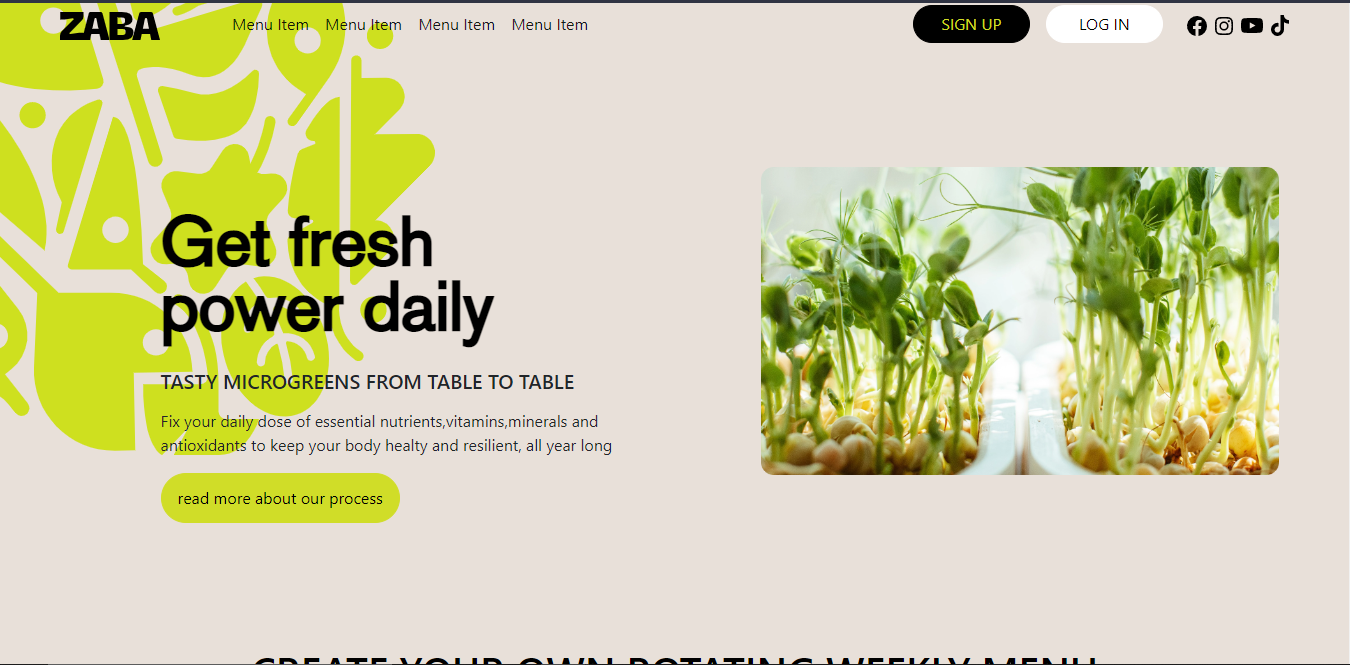 ZABA
Menu Item Menu Item Menu Item Menu Item
SIGN UP
LOG IN
Get fresh
power daily
TASTY MICROGREENS FROM TABLE TO TABLE
Fix your daily dose of essential nutrients,vitamins,minerals and
antioxidants to keep your body healty and resilient, all year long
read more about our process
CREATE YOUR OWN ROTATING WEEKLY MENU